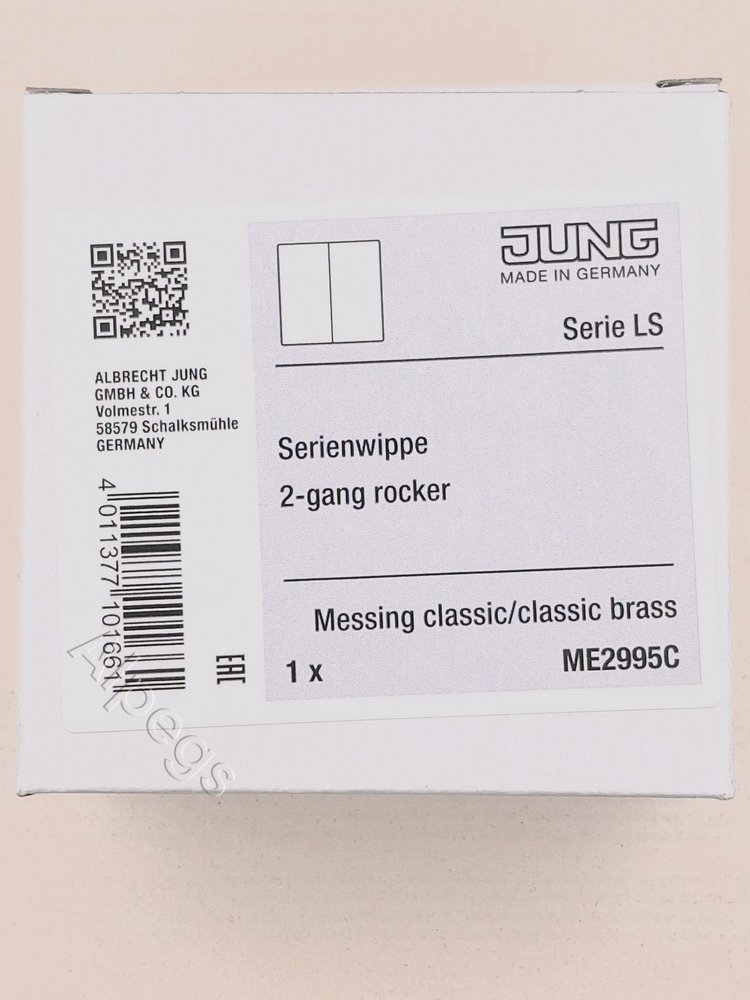 JUNG
MADE IN GERMANY
Serie LS
ALBRECHT JUNG
GMBH & CO. KG
Volmestr. 1
58579 Schalksmühle
GERMANY
Serienwippe
2-gang rocker
4 011377 101661
EAC
Messing classic/classic brass
1 x
ME2995C
Alpegs